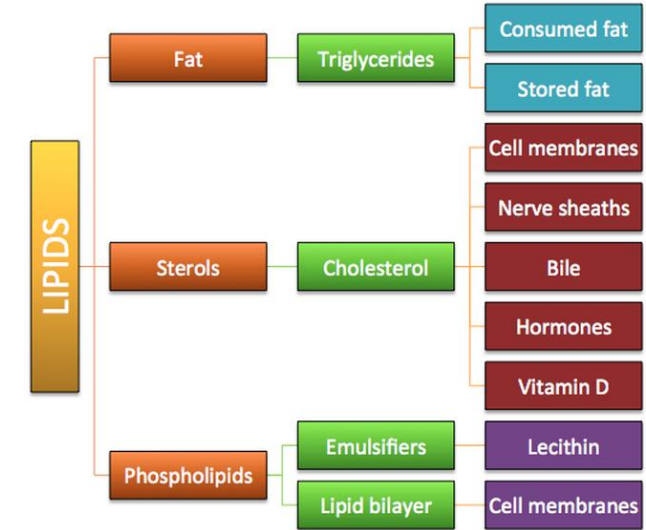 LIPIDS
Fat
Triglycerides
Consumed fat
Stored fat
Sterols
Cholesterol
Cell membranes
Nerve sheaths
Bile
Hormones
Vitamin D
Phospholipids
Emulsifiers
Lecithin
Lipid bilayer
Cell membranes